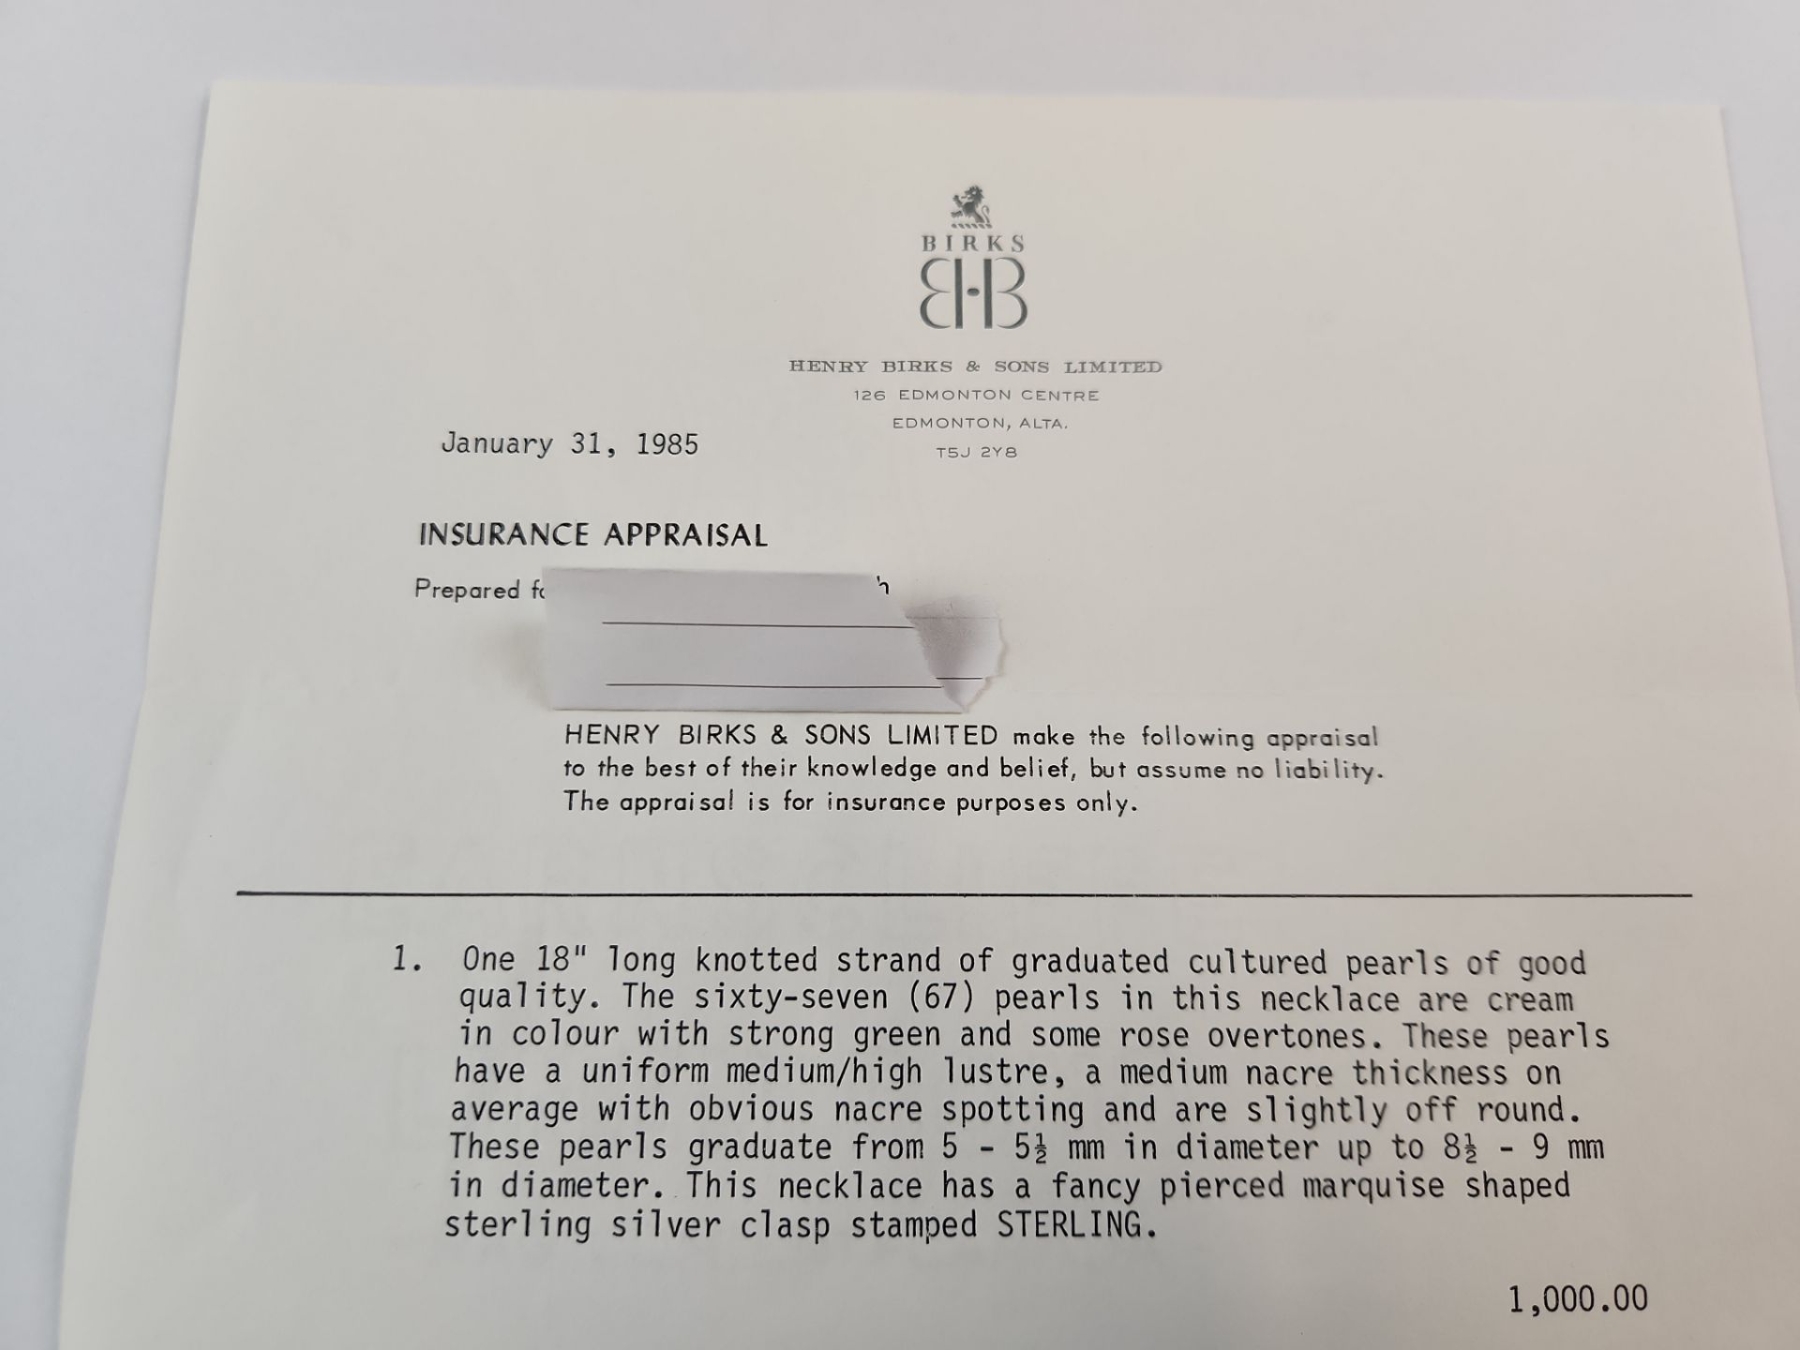 BIRKS
HENRY BIRKS & SONS LIMITED
126 EDMONTON CENTRE
EDMONTON, ALTA.
T5J 2Y8
January 31, 1985
INSURANCE APPRAISAL
Prepared
HENRY BIRKS & SONS LIMITED make the following appraisal
to the best of their knowledge and belief, but assume no liability.
The appraisal is for insurance purposes only.
1. One 18" long knotted strand of graduated cultured pearls of good
quality. The sixty-seven (67) pearls in this necklace are cream
in colour with strong green and some rose overtones. These pearls
have a uniform medium/high lustre, a medium nacre thickness on
average with obvious nacre spotting and are slightly off round.
These pearls graduate from 5 - 5½ mm in diameter up to 8½ - 9 mm
in diameter. This necklace has a fancy pierced marquise shaped
sterling silver clasp stamped STERLING.
1,000.00